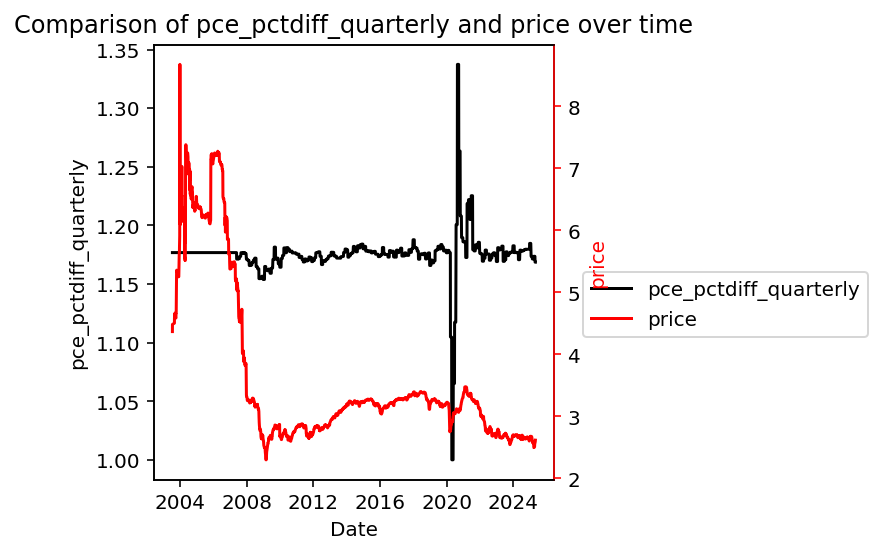 Comparison of pce_pctdiff_quarterly and price over time
1.35
1.30
1.25
1.20
1.15
1.10
1.05
1.00
pce_pctdiff_quarterly
8
7
6
5
4
3
2
price
pce_pctdiff_quarterly
price
2004 2008 2012 2016 2020 2024
Date